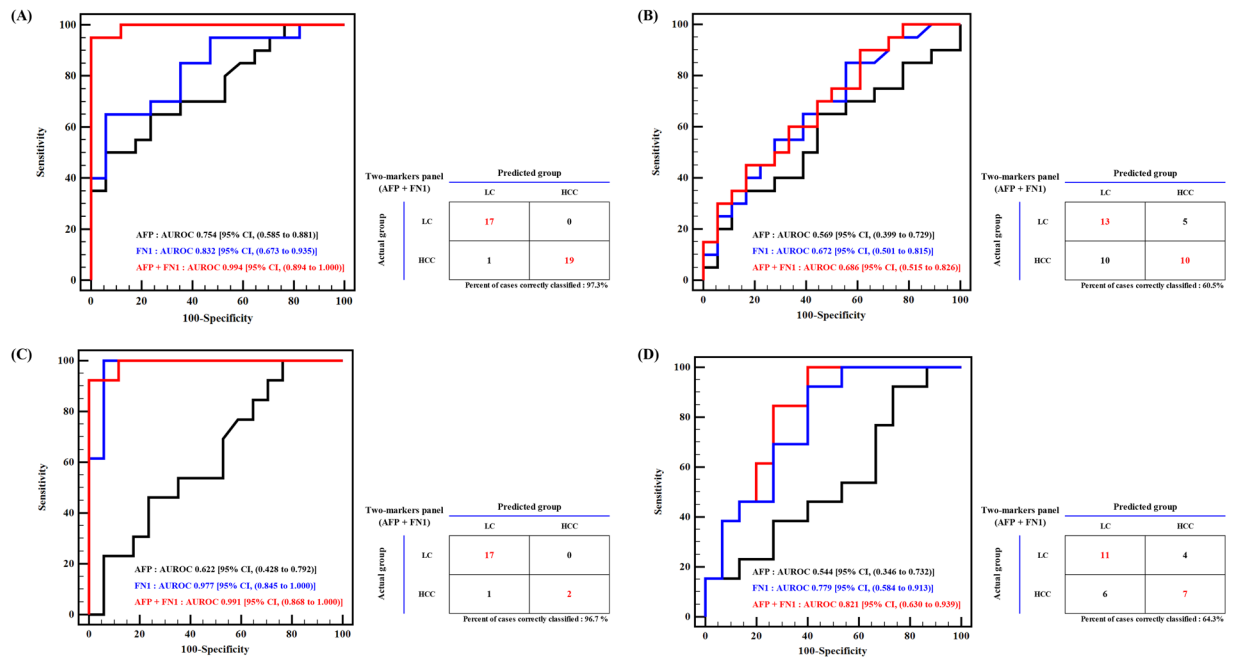 (A)
100
80
60
40
20
0
Sensitivity
AFP : AUROC 0.754 [95% CI, (0.585 to 0.881)]
FN1 : AUROC 0.832 [95% CI, (0.673 to 0.935)]
AFP + FN1 : AUROC 0.994 [95% CI, (0.894 to 1.000)]
0 20 40 60 80 100
100-Specificity
Two-markers panel
(AFP + FN1)
Predicted group
LC HCC
Actual group
LC 17 0
HCC 1 19
Percent of cases correctly classified : 97.3%
(B)
100
80
60
40
20
0
Sensitivity
AFP : AUROC 0.569 [95% CI, (0.399 to 0.729)]
FN1 : AUROC 0.672 [95% CI, (0.501 to 0.815)]
AFP + FN1 : AUROC 0.686 [95% CI, (0.515 to 0.826)]
0 20 40 60 80 100
100-Specificity
Two-markers panel
(AFP + FN1)
Predicted group
LC HCC
Actual group
LC 13 5
HCC 10 10
Percent of cases correctly classified : 60.5%
(C)
100
80
60
40
20
0
Sensitivity
AFP : AUROC 0.622 [95% CI, (0.428 to 0.792)]
FN1 : AUROC 0.977 [95% CI, (0.845 to 1.000)]
AFP + FN1 : AUROC 0.991 [95% CI, (0.868 to 1.000)]
0 20 40 60 80 100
100-Specificity
Two-markers panel
(AFP + FN1)
Predicted group
LC HCC
Actual group
LC 17 0
HCC 1 2
Percent of cases correctly classified : 96.7 %
(D)
100
80
60
40
20
0
Sensitivity
AFP : AUROC 0.544 [95% CI, (0.346 to 0.732)]
FN1 : AUROC 0.779 [95% CI, (0.584 to 0.913)]
AFP + FN1 : AUROC 0.821 [95% CI, (0.630 to 0.939)]
0 20 40 60 80 100
100-Specificity
Two-markers panel
(AFP + FN1)
Predicted group
LC HCC
Actual group
LC 11 4
HCC 6 7
Percent of cases correctly classified : 64.3%